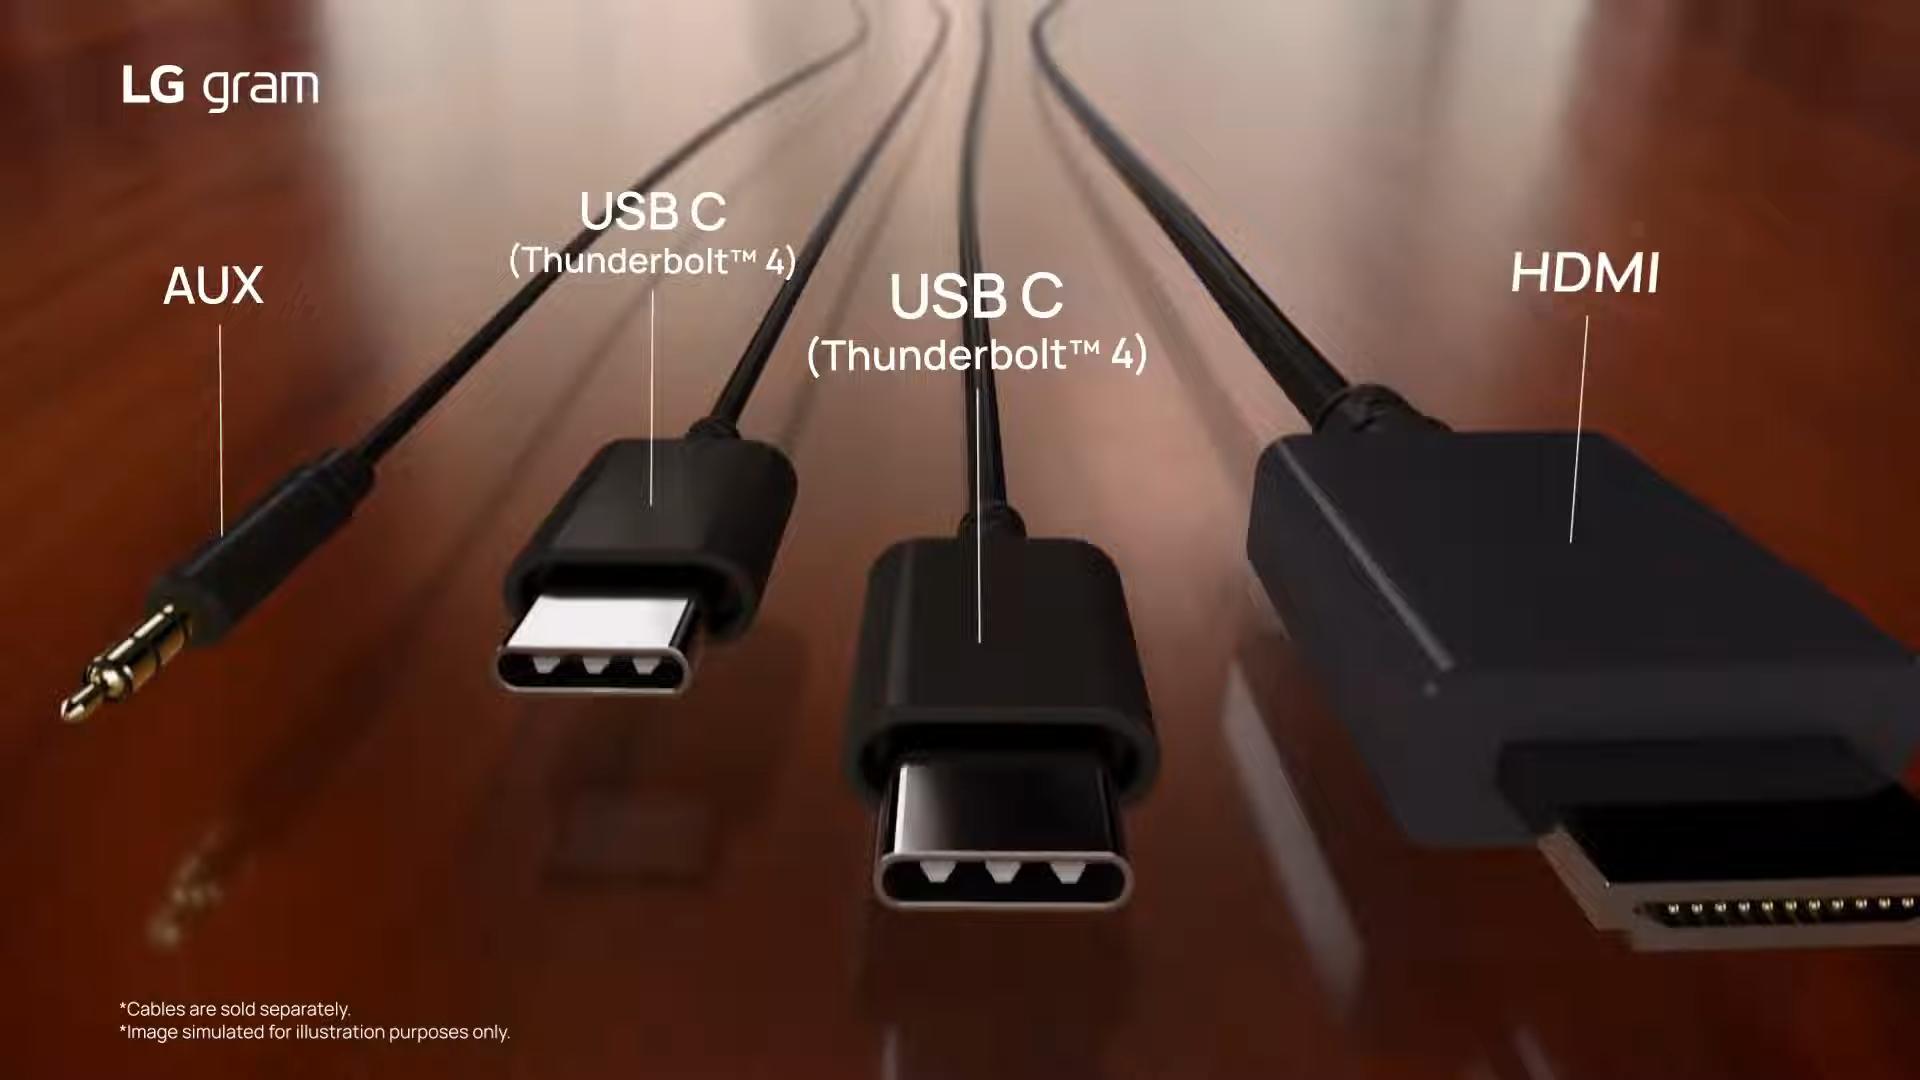 LG gram
AUX
USB C
(Thunderbolt™ 4)
USB C
(Thunderbolt™ 4)
HDMI
*Cables are sold separately.
*Image simulated for illustration purposes only.